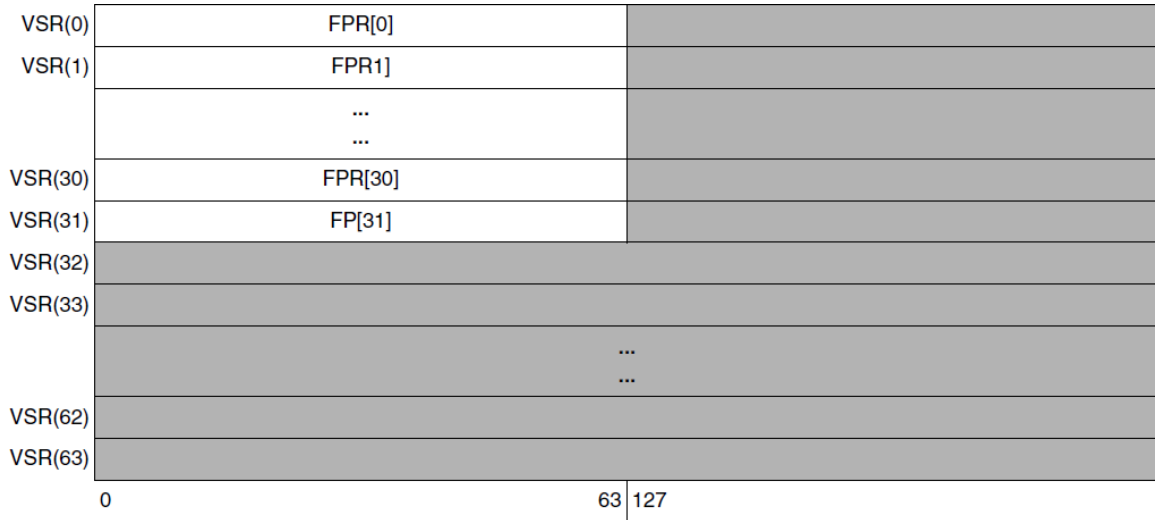 VSR(0) FPR[0]
VSR(1) FPR1]
...
...
VSR(30) FPR[30]
VSR(31) FP[31]
VSR(32)
VSR(33)
...
...
VSR(62)
VSR(63)
0 63 127